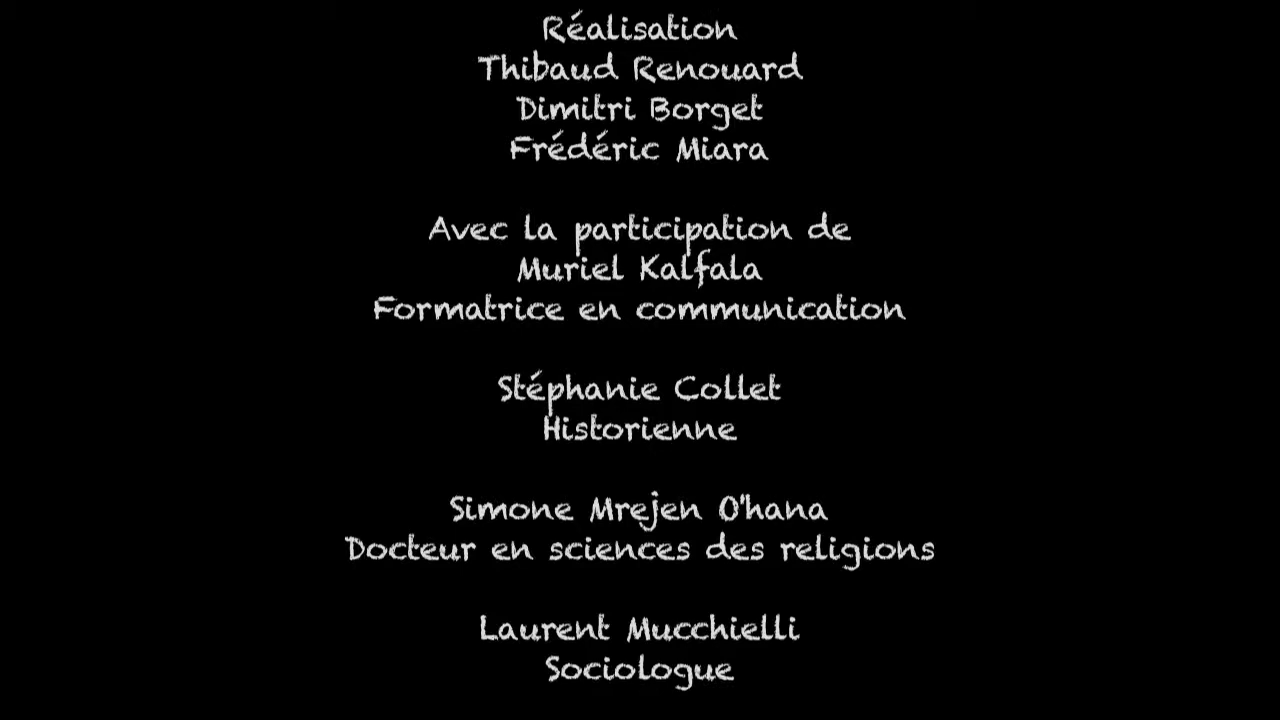 Réalisation
Thibaud Renouard
Dimitri Borget
Frédéric Miara
Avec la participation de
Muriel Kalfala
Formatrice en communication
Stéphanie Collet
Historienne
Simone Mrejen O'hana
Docteur en sciences des religions
Laurent Mucchielli
Sociologue